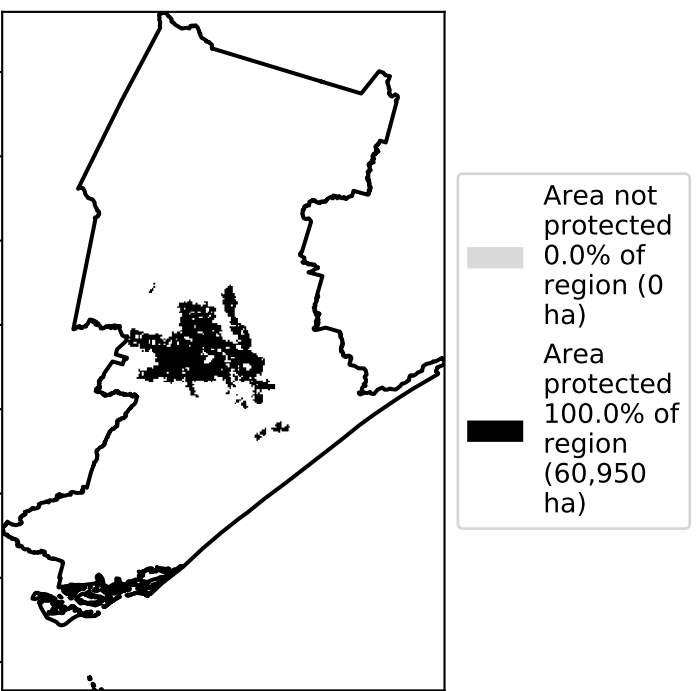 Area not
protected
0.0% of
region (0
ha)
Area
protected
100.0% of
region
(60,950
ha)